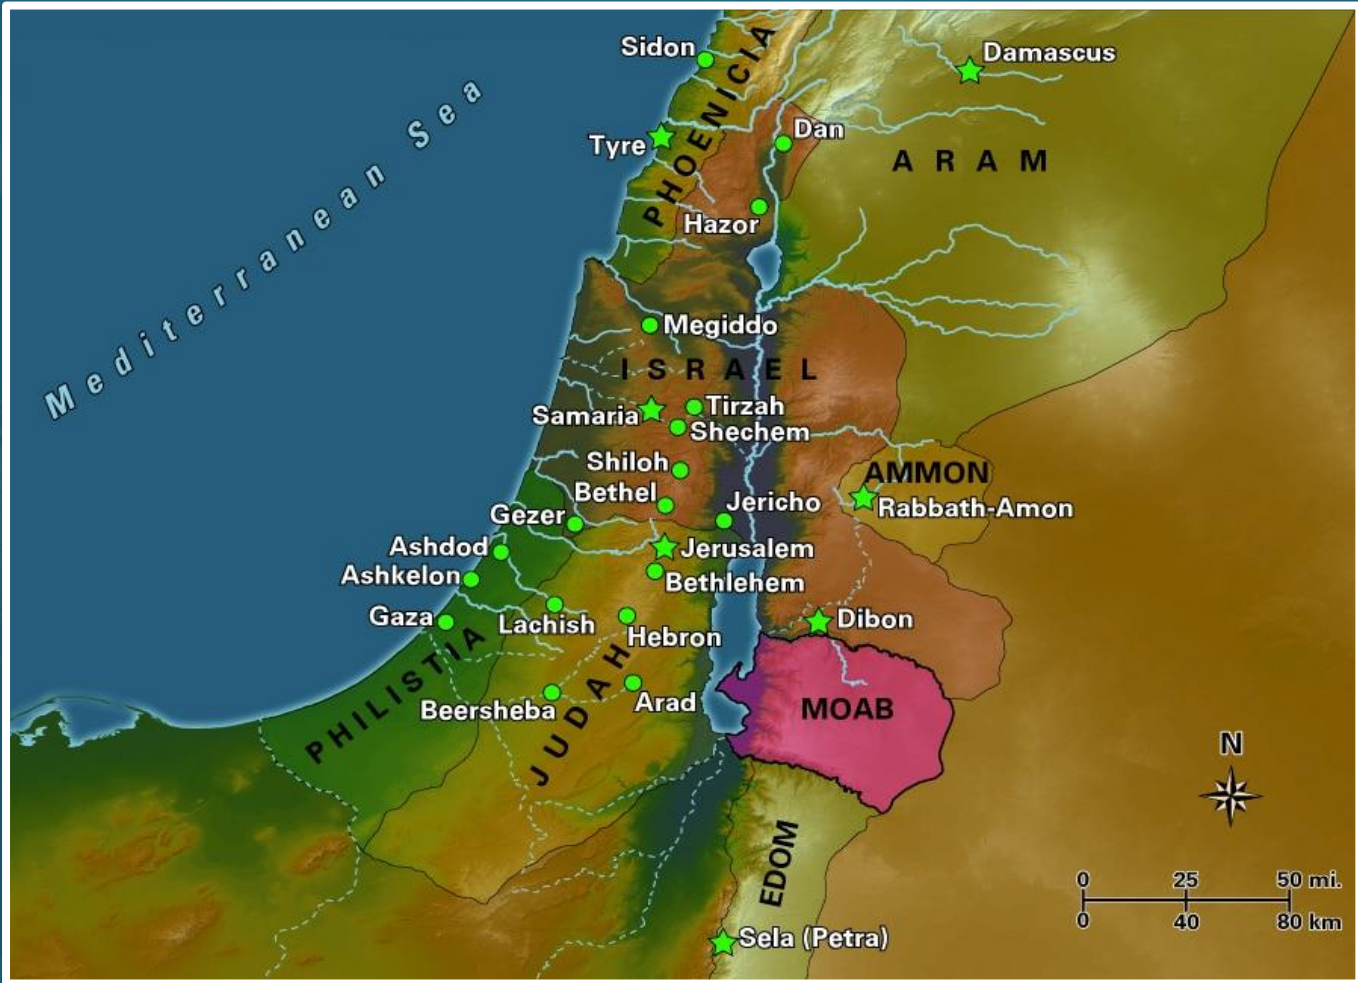 Sidon
Damascus
PHOENICIA
Tyre
Dan
ARAM
Mediterranean Sea
Hazor
Megiddo
ISRAEL
Samaria
Tirzah
Shechem
Shiloh
AMMON
Bethel
Jericho
Rabbath-Amon
Gezer
Ashdod
Jerusalem
Ashkelon
Bethlehem
Gaza
Lachish
Hebron
Dibon
PHILISTIA
JUDAH
Beersheba
Arad
MOAB
N
EDOM
0 25 50 mi.
0 40 80 km
Sela (Petra)